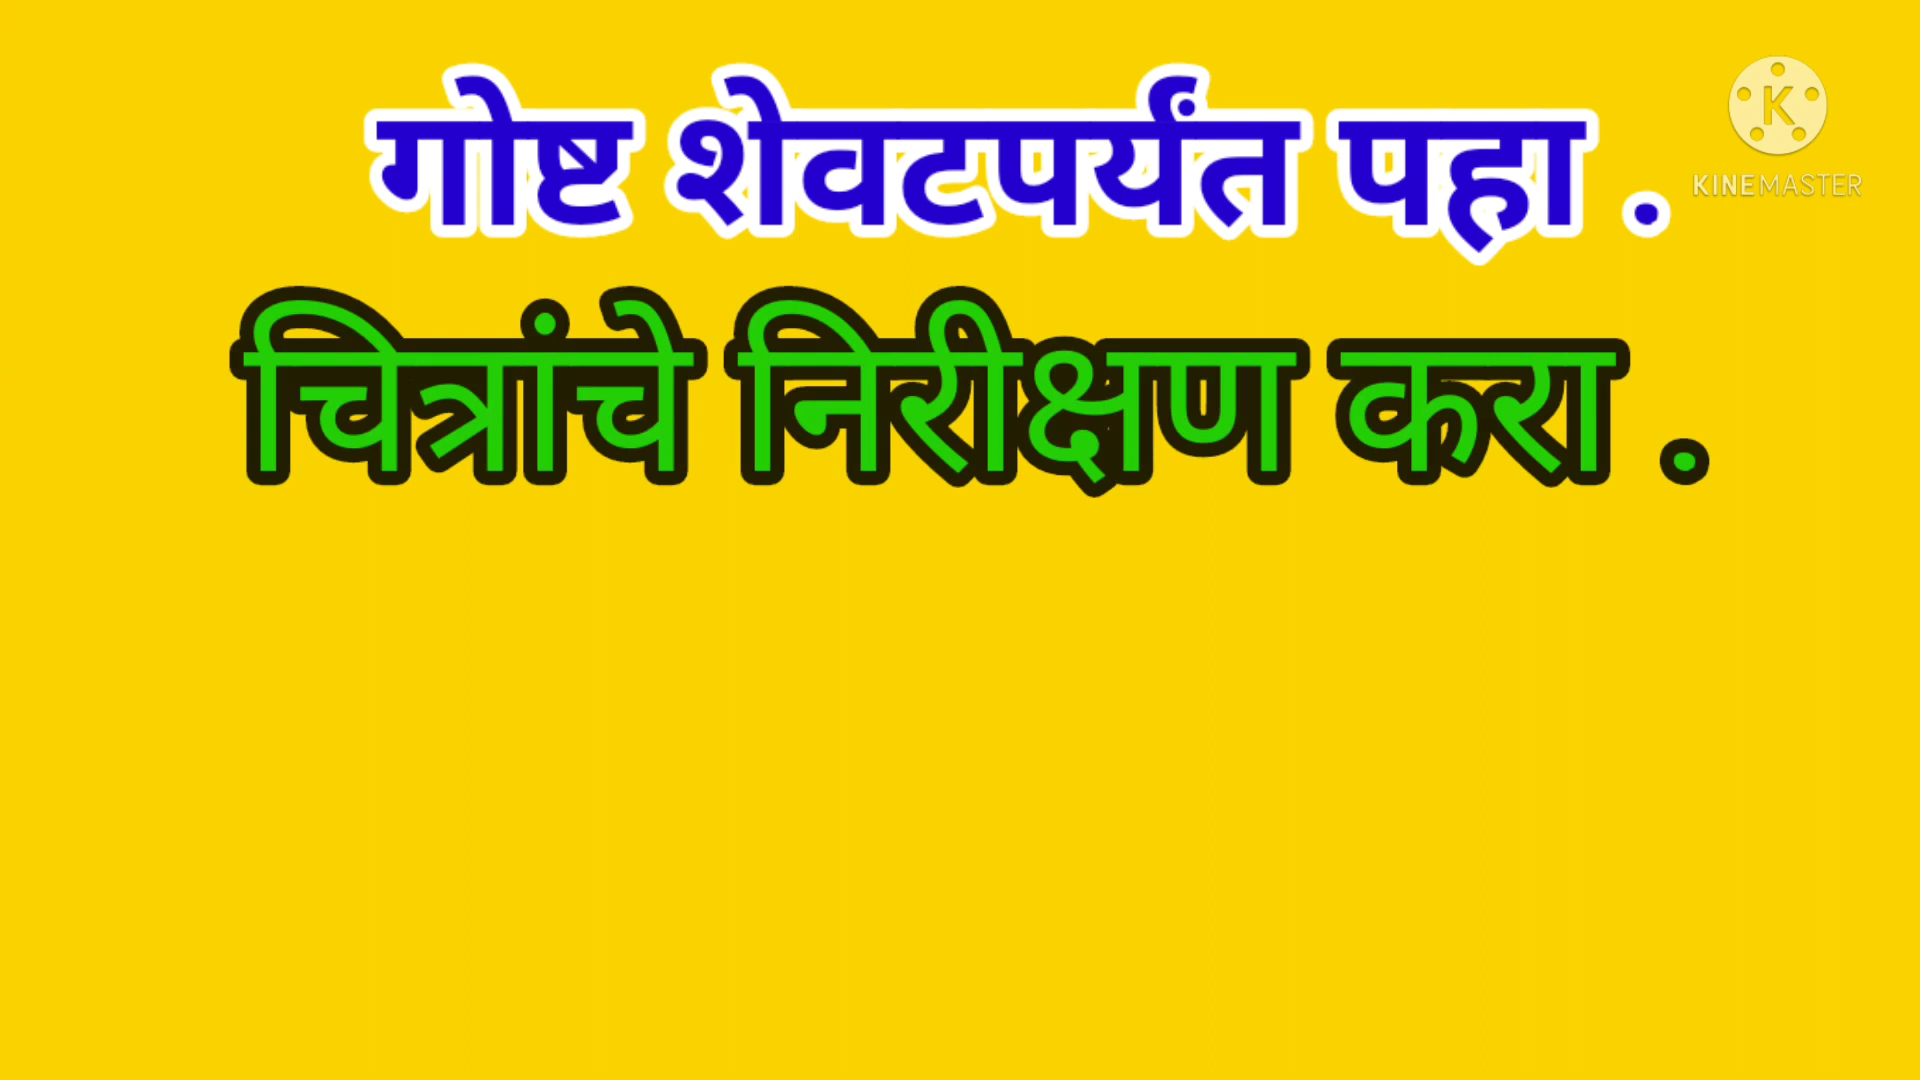 गोष्ट शेवटपर्यंत पहा .
चित्रांचे निरीक्षण करा .
K
KINEMASTER